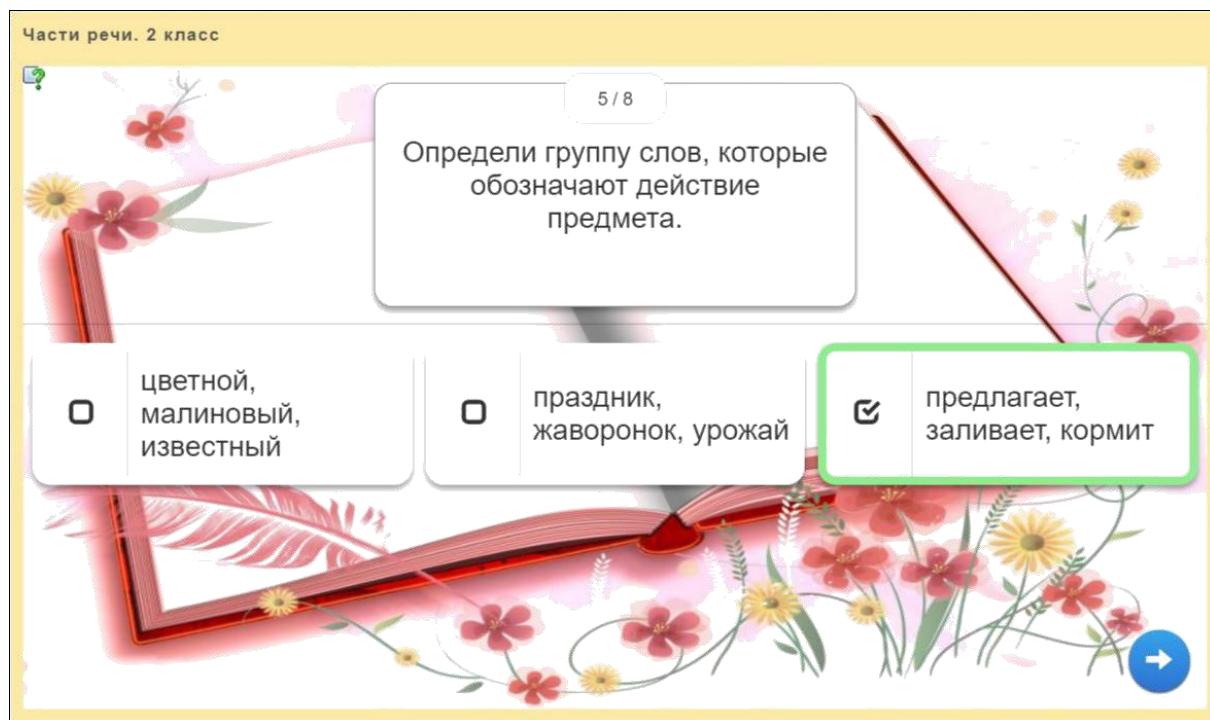 Части речи. 2 класс
5 / 8
Определи группу слов, которые
обозначают действие
предмета.
цветной,
малиновый,
известный
праздник,
жаворонок, урожай
предлагает,
заливает, кормит